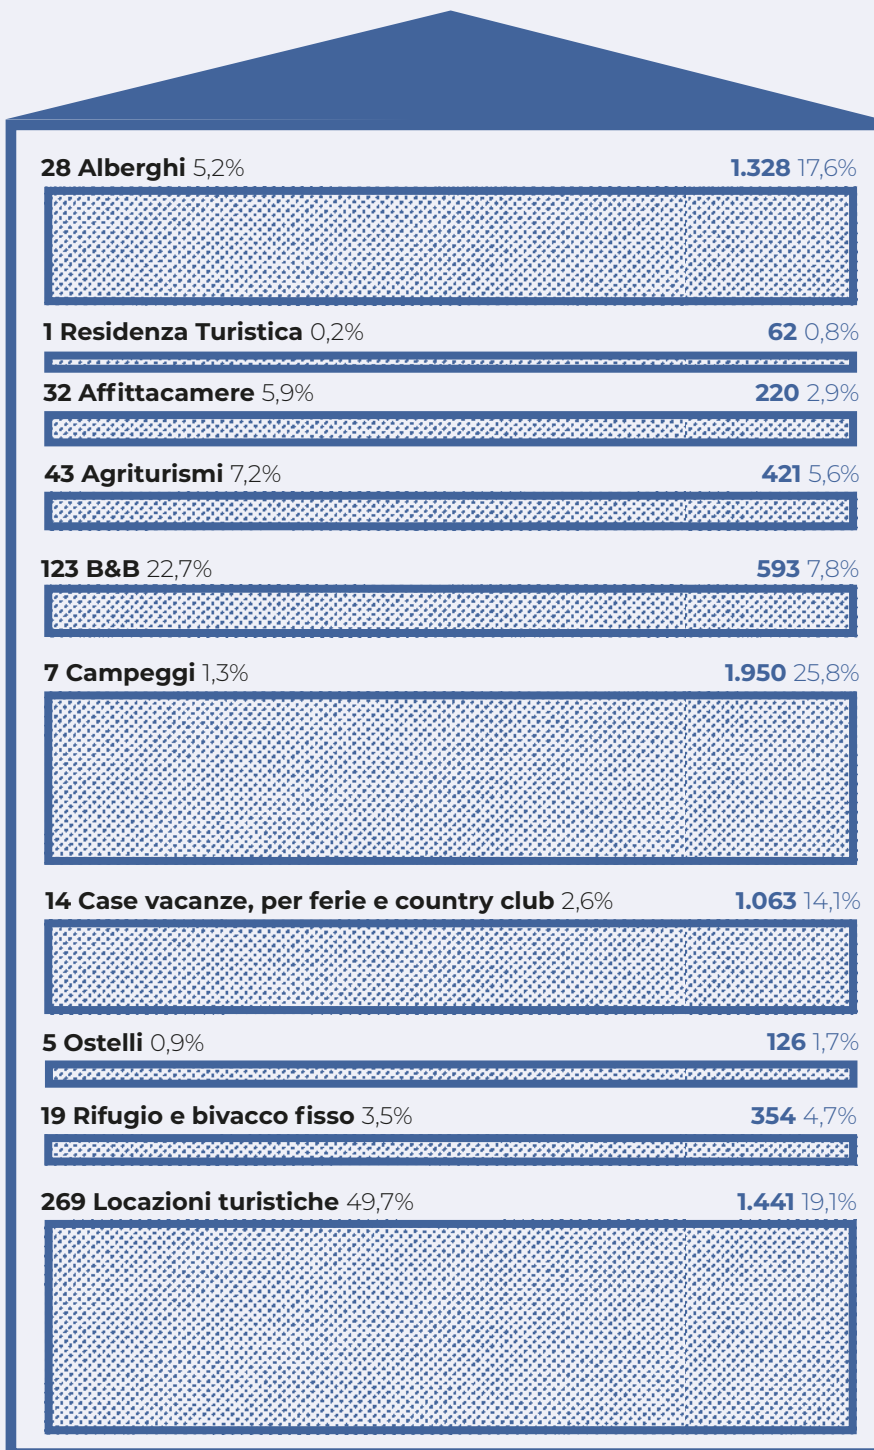 28 Alberghi 5,2% 1.328 17,6%
1 Residenza Turistica 0,2% 62 0,8%
32 Affittacamere 5,9% 220 2,9%
43 Agriturismi 7,2% 421 5,6%
123 B&B 22,7% 593 7,8%
7 Campeggi 1,3% 1.950 25,8%
14 Case vacanze, per ferie e country club 2,6% 1.063 14,1%
5 Ostelli 0,9% 126 1,7%
19 Rifugio e bivacco fisso 3,5% 354 4,7%
269 Locazioni turistiche 49,7% 1.441 19,1%